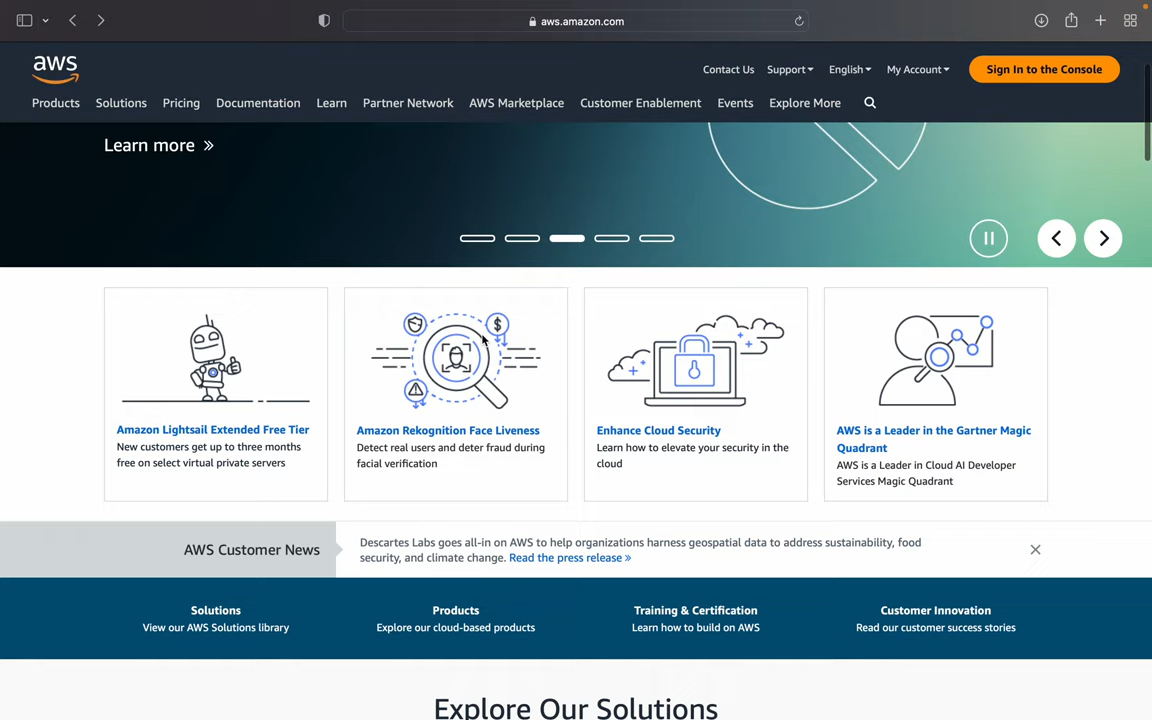 aws.amazon.com
aws
Contact Us Support English My Account Sign In to the Console
Products Solutions Pricing Documentation Learn Partner Network AWS Marketplace Customer Enablement Events Explore More
Learn more »
$
Amazon Lightsail Extended Free Tier
New customers get up to three months
free on select virtual private servers
Amazon Rekognition Face Liveness
Detect real users and deter fraud during
facial verification
Enhance Cloud Security
Learn how to elevate your security in the
cloud
AWS is a Leader in the Gartner Magic
Quadrant
AWS is a Leader in Cloud AI Developer
Services Magic Quadrant
AWS Customer News
Descartes Labs goes all-in on AWS to help organizations harness geospatial data to address sustainability, food
security, and climate change. Read the press release »
Solutions
View our AWS Solutions library
Products
Explore our cloud-based products
Training & Certification
Learn how to build on AWS
Customer Innovation
Read our customer success stories
Explore Our Solutions